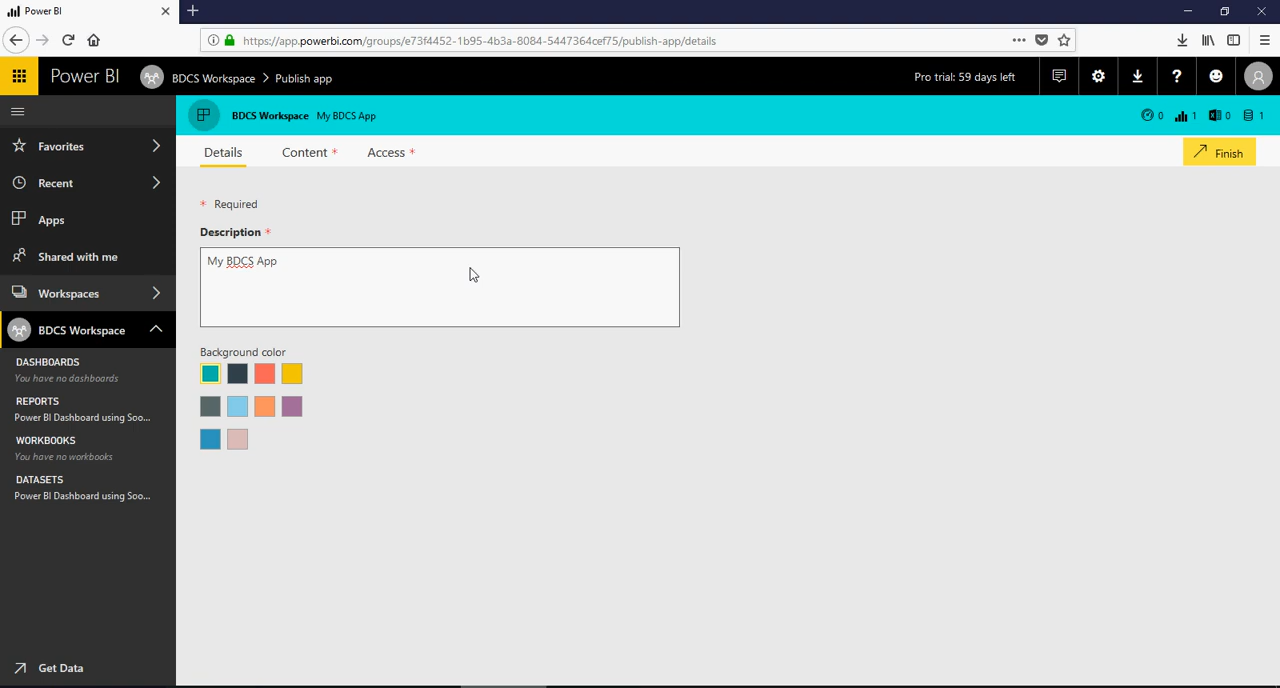 Power BI
https://app.powerbi.com/groups/e73f4452-1b95-4b3a-8084-5447364cef75/publish-app/details
Power BI BDCS Workspace > Publish app Pro trial: 59 days left
BDCS Workspace My BDCS App 0 1 0 1
Details Content * Access * Finish
Favorites
Recent
Apps
Shared with me
Workspaces
BDCS Workspace
DASHBOARDS
You have no dashboards
REPORTS
Power BI Dashboard using Soo...
WORKBOOKS
You have no workbooks
DATASETS
Power BI Dashboard using Soo...
Get Data
* Required
Description *
My BDCS App
Background color